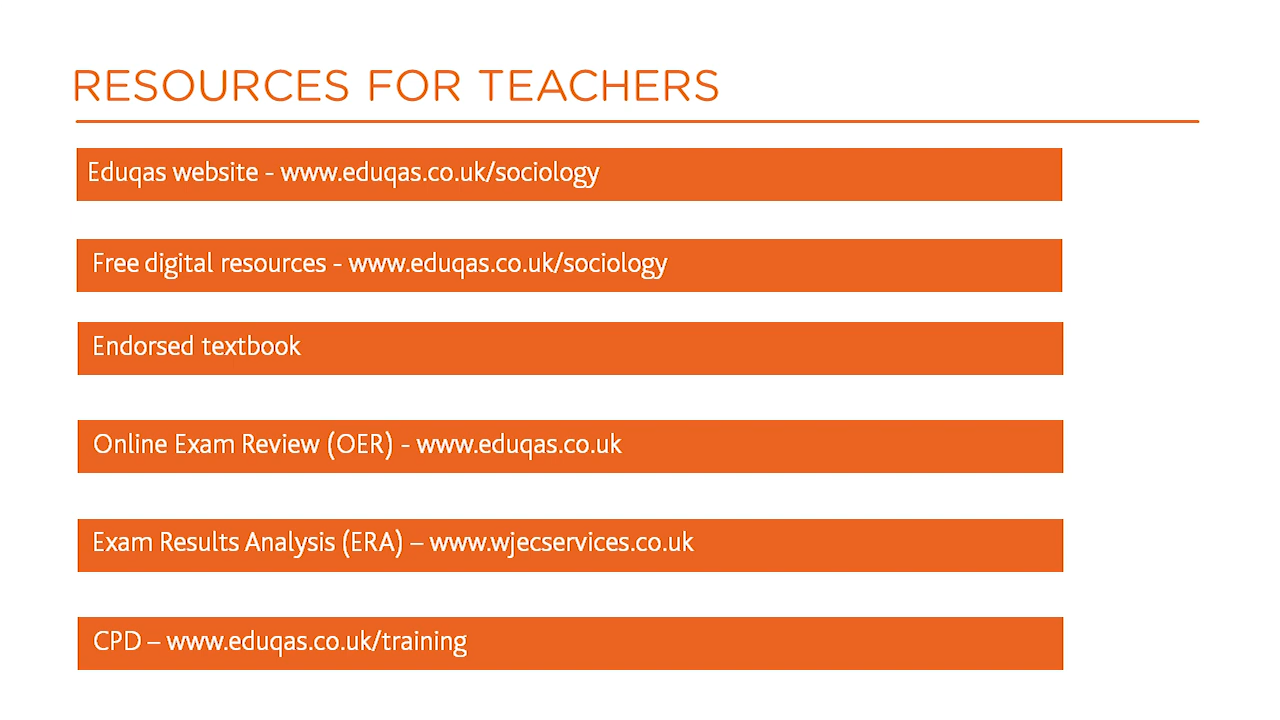 RESOURCES FOR TEACHERS
Eduqas website - www.eduqas.co.uk/sociology
Free digital resources - www.eduqas.co.uk/sociology
Endorsed textbook
Online Exam Review (OER) - www.eduqas.co.uk
Exam Results Analysis (ERA) – www.wjecservices.co.uk
CPD – www.eduqas.co.uk/training